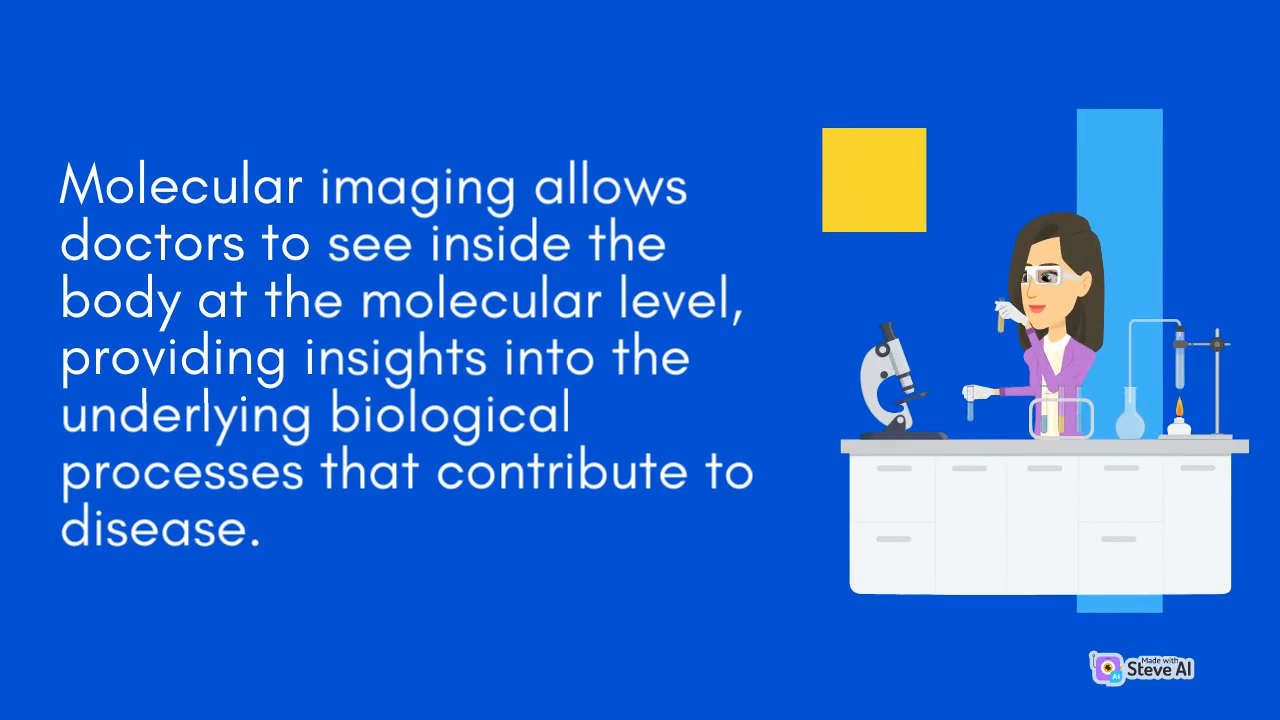 Molecular imaging allows
doctors to see inside the
body at the molecular level,
providing insights into the
underlying biological
processes that contribute to
disease.
Made with
Steve AI
AI